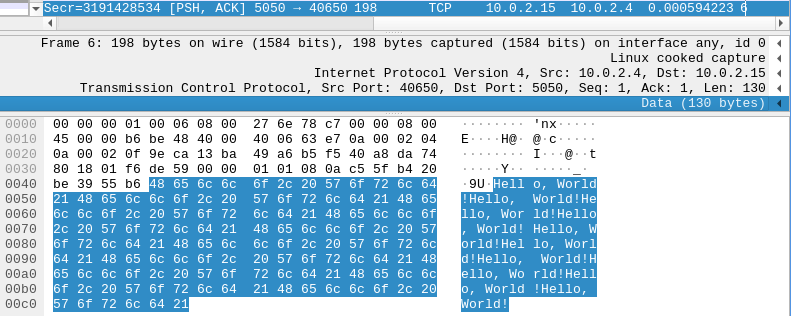 Secr=3191428534 [PSH, ACK] 5050 → 40650 198 TCP 10.0.2.15 10.0.2.4 0.000594223 6
Frame 6: 198 bytes on wire (1584 bits), 198 bytes captured (1584 bits) on interface any, id 0
Linux cooked capture
Internet Protocol Version 4, Src: 10.0.2.4, Dst: 10.0.2.15
Transmission Control Protocol, Src Port: 40650, Dst Port: 5050, Seq: 1, Ack: 1, Len: 130
Data (130 bytes)
0000 00 00 00 01 00 06 08 00 27 6e 78 c7 00 00 08 00 ········ 'nx·····
0010 45 00 00 b6 be 48 40 00 40 06 63 e7 0a 00 02 04 E····H@· @·c·····
0020 0a 00 02 0f 9e ca 13 ba 49 a6 b5 f5 40 a8 da 74 ········ I···@··t
0030 80 18 01 f6 de 59 00 00 01 01 08 0a c5 5f b4 20 ·····Y·· ·····_·
0040 be 39 55 b6 48 65 6c 6c 6f 2c 20 57 6f 72 6c 64 ·9U·Hell o, World
0050 21 48 65 6c 6c 6f 2c 20 57 6f 72 6c 64 21 48 65 !Hello, World!He
0060 6c 6c 6f 2c 20 57 6f 72 6c 64 21 48 65 6c 6c 6f llo, Wor ld!Hello
0070 2c 20 57 6f 72 6c 64 21 48 65 6c 6c 6f 2c 20 57 , World! Hello, W
0080 6f 72 6c 64 21 48 65 6c 6c 6f 2c 20 57 6f 72 6c orld!Hel lo, Worl
0090 64 21 48 65 6c 6c 6f 2c 20 57 6f 72 6c 64 21 48 d!Hello, World!H
00a0 65 6c 6c 6f 2c 20 57 6f 72 6c 64 21 48 65 6c 6c ello, Wo rld!Hell
00b0 6f 2c 20 57 6f 72 6c 64 21 48 65 6c 6c 6f 2c 20 o, World !Hello,
00c0 57 6f 72 6c 64 21 World!